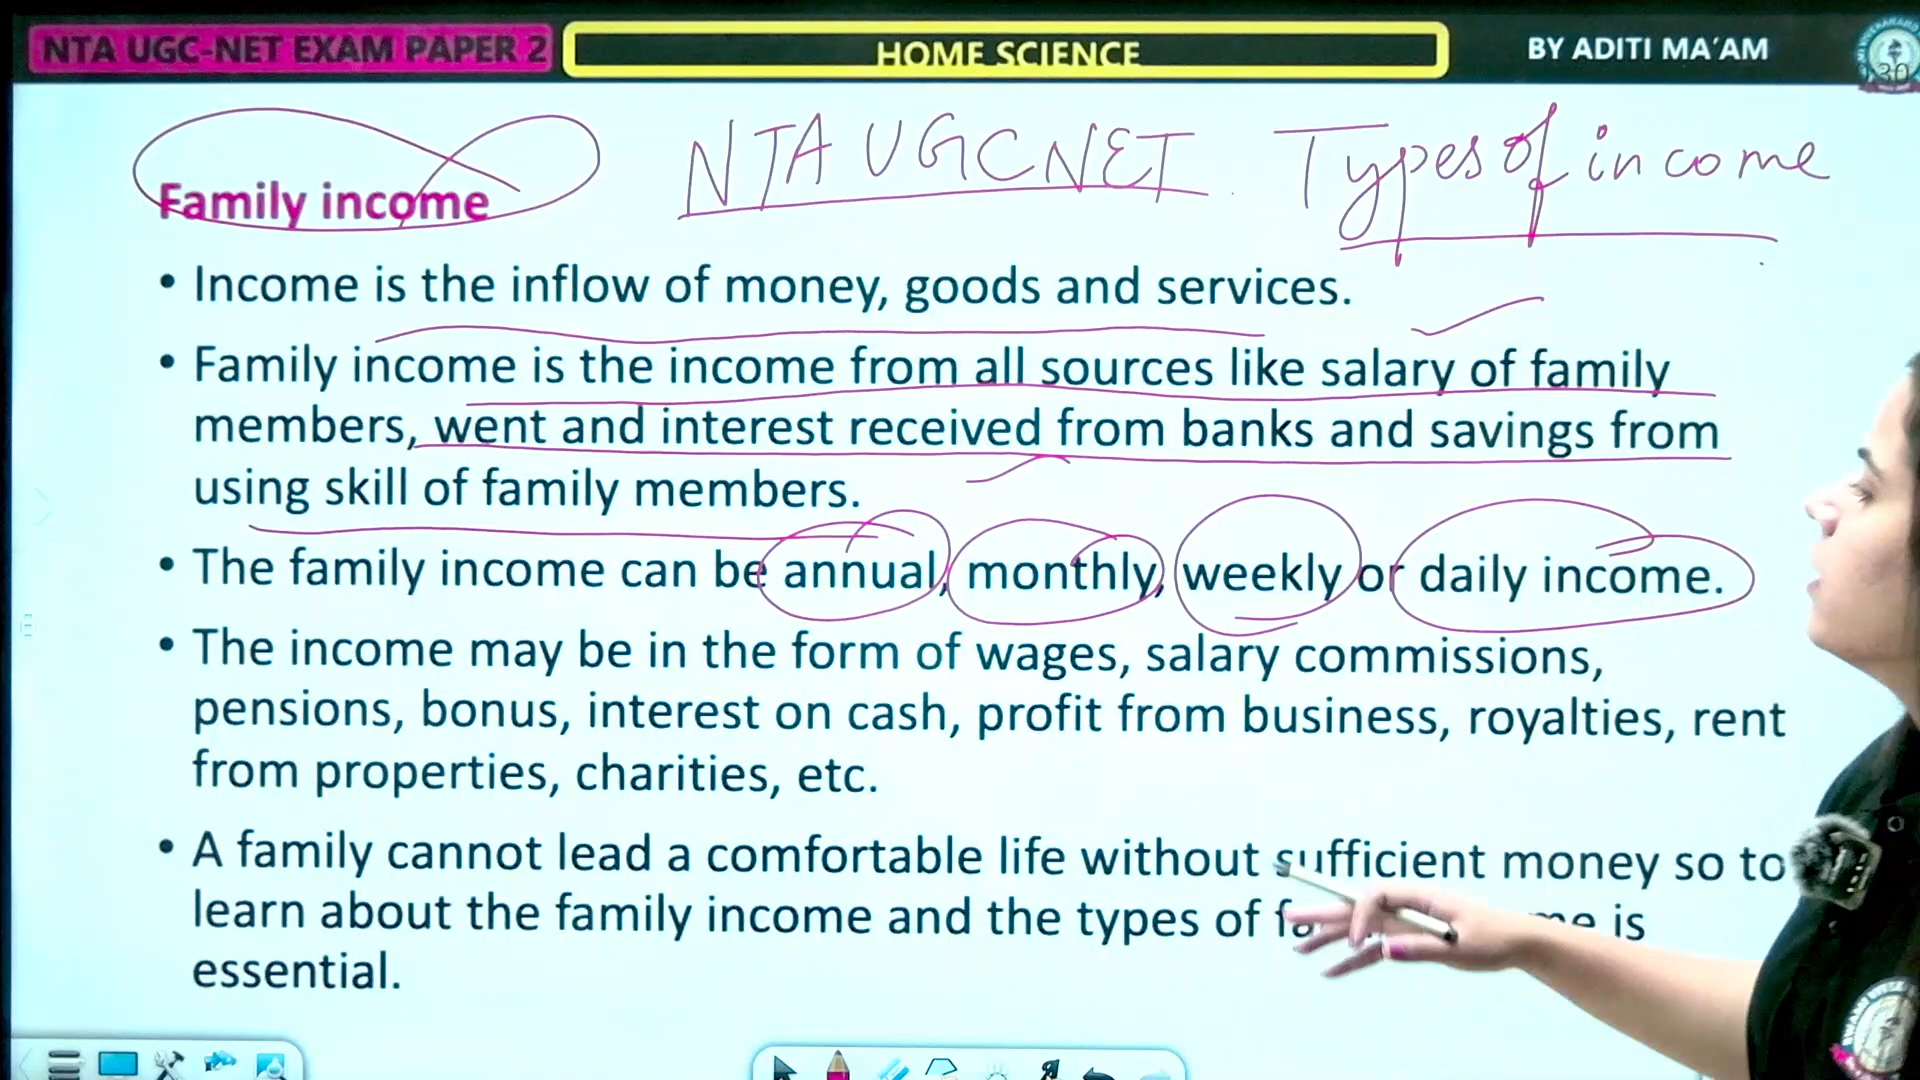 NTA UGC-NET EXAM PAPER 2
HOME SCIENCE
BY ADITI MA'AM
30
NTA UGC NET Types of income
Family income
• Income is the inflow of money, goods and services.
• Family income is the income from all sources like salary of family
members, went and interest received from banks and savings from
using skill of family members.
• The family income can be annual, monthly, weekly or daily income.
• The income may be in the form of wages, salary commissions,
pensions, bonus, interest on cash, profit from business, royalties, rent
from properties, charities, etc.
• A family cannot lead a comfortable life without sufficient money so to
learn about the family income and the types of is
essential.